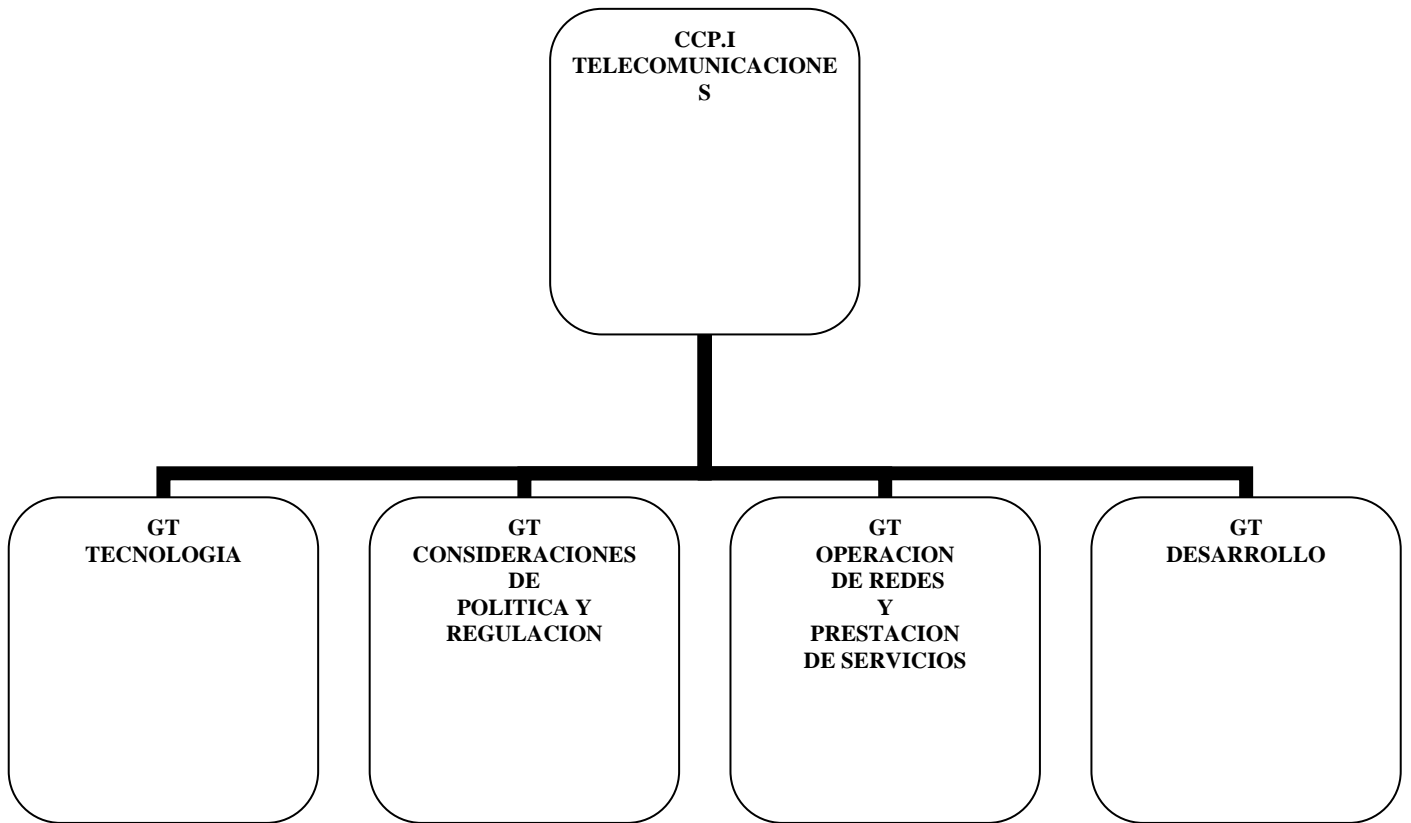 CCP.I
TELECOMUNICACIONE
S
GT
TECNOLOGIA
GT
CONSIDERACIONES
DE
POLITICA Y
REGULACION
GT
OPERACION
DE REDES
Y
PRESTACION
DE SERVICIOS
GT
DESARROLLO